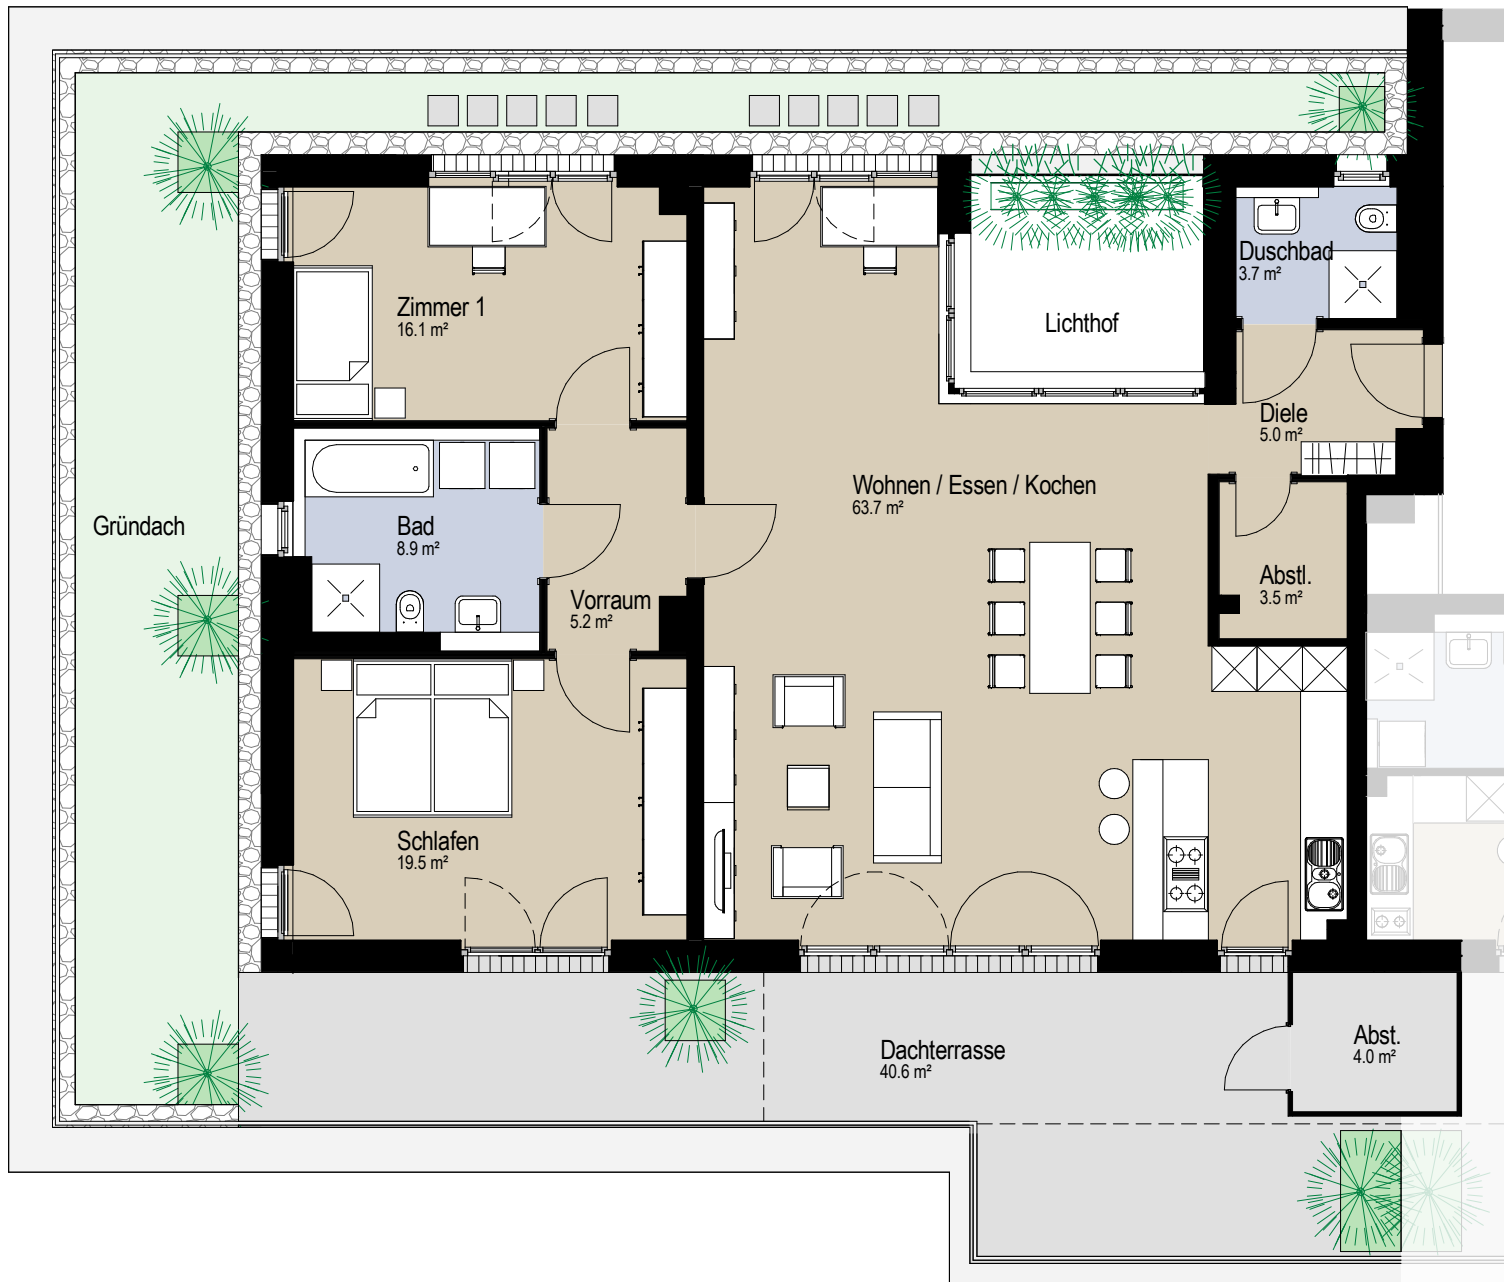 Duschbad
3.7 m²
Zimmer 1
16.1 m²
Lichthof
Diele
5.0 m²
Wohnen / Essen / Kochen
63.7 m²
Gründach
Bad
8.9 m²
Abstl.
3.5 m²
Vorraum
5.2 m²
Schlafen
19.5 m²
Dachterrasse
40.6 m²
Abst.
4.0 m²